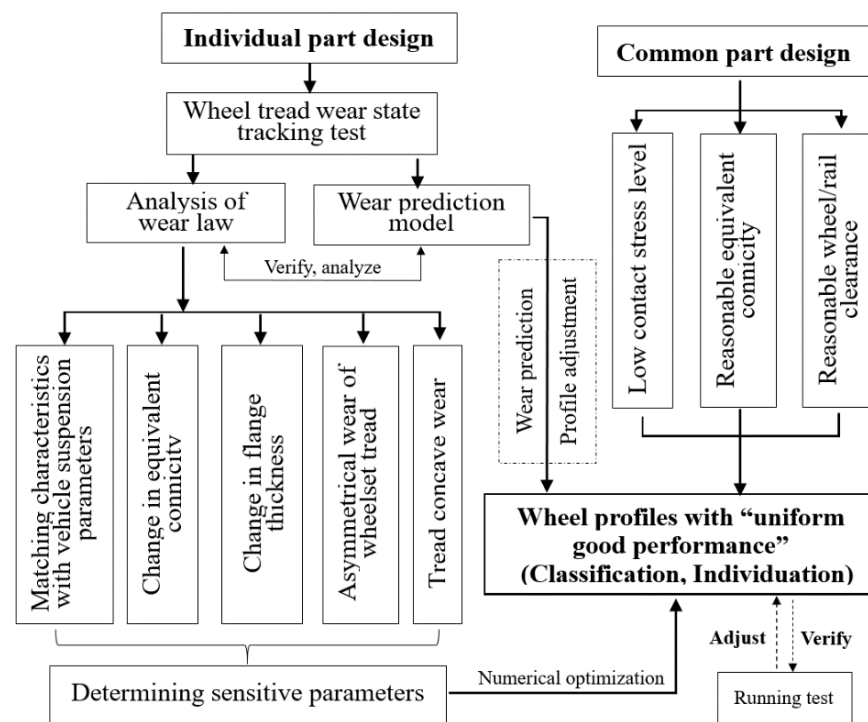 Individual part design
Wheel tread wear state
tracking test
Analysis of
wear law
Wear prediction
model
Verify, analyze
Matching characteristics
with vehicle suspension
parameters
Change in equivalent
connicity
Change in flange
thickness
Asymmetrical wear of
wheelset tread
Tread concave wear
Determining sensitive parameters
Numerical optimization
Wear prediction
Profile adjustment
Common part design
Low contact stress level
Reasonable equivalent
connicity
Reasonable wheel/rail
clearance
Wheel profiles with “uniform
good performance”
(Classification, Individuation)
Adjust
Verify
Running test